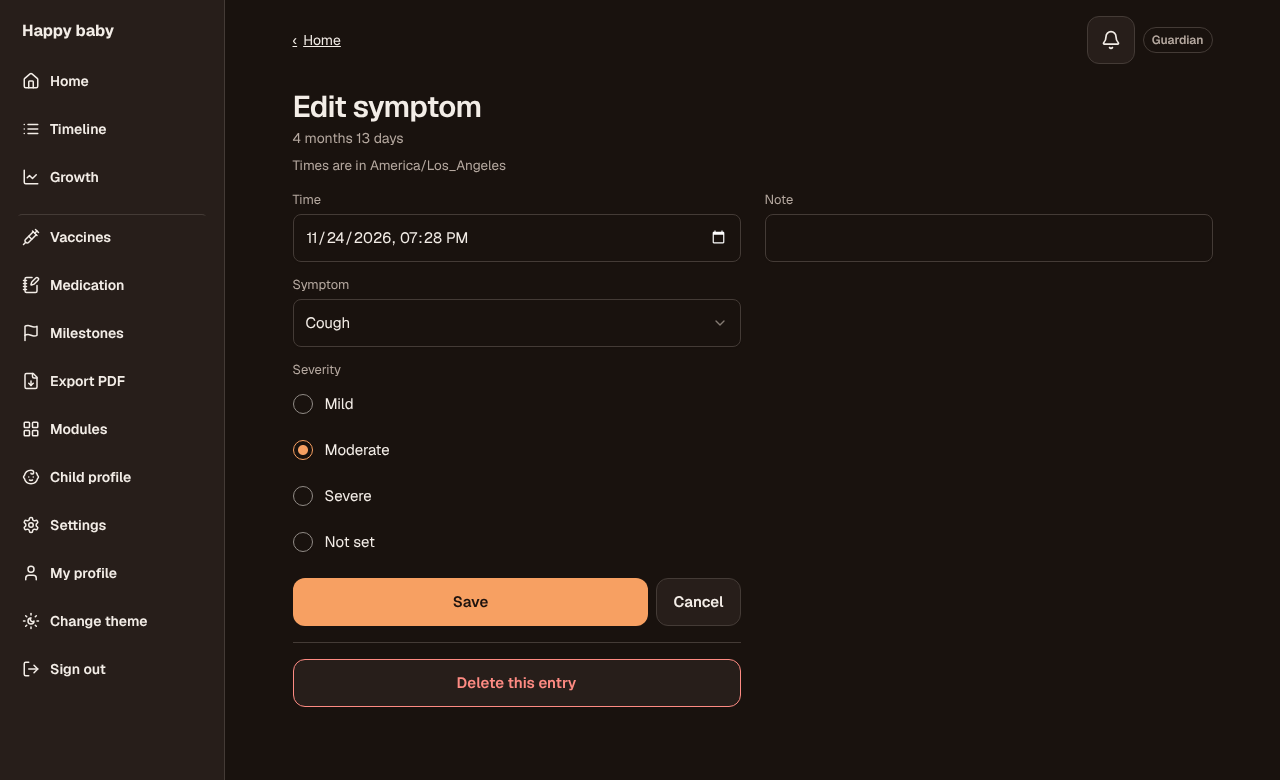 Happy baby
Home
Timeline
Growth
Vaccines
Medication
Milestones
Export PDF
Modules
Child profile
Settings
My profile
Change theme
Sign out
‹ Home
Guardian
Edit symptom
4 months 13 days
Times are in America/Los_Angeles
Time
11/24/2026, 07:28 PM
Note
Symptom
Cough
Severity
Mild
Moderate
Severe
Not set
Save
Cancel
Delete this entry